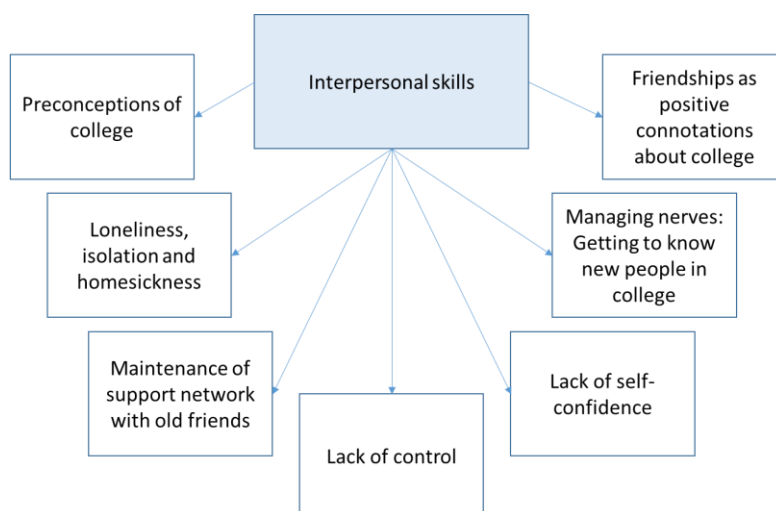 Interpersonal skills
Preconceptions of
college
Friendships as
positive
connotations
about college
Loneliness,
isolation and
homesickness
Managing nerves:
Getting to know
new people in
college
Maintenance of
support network
with old friends
Lack of self-
confidence
Lack of control